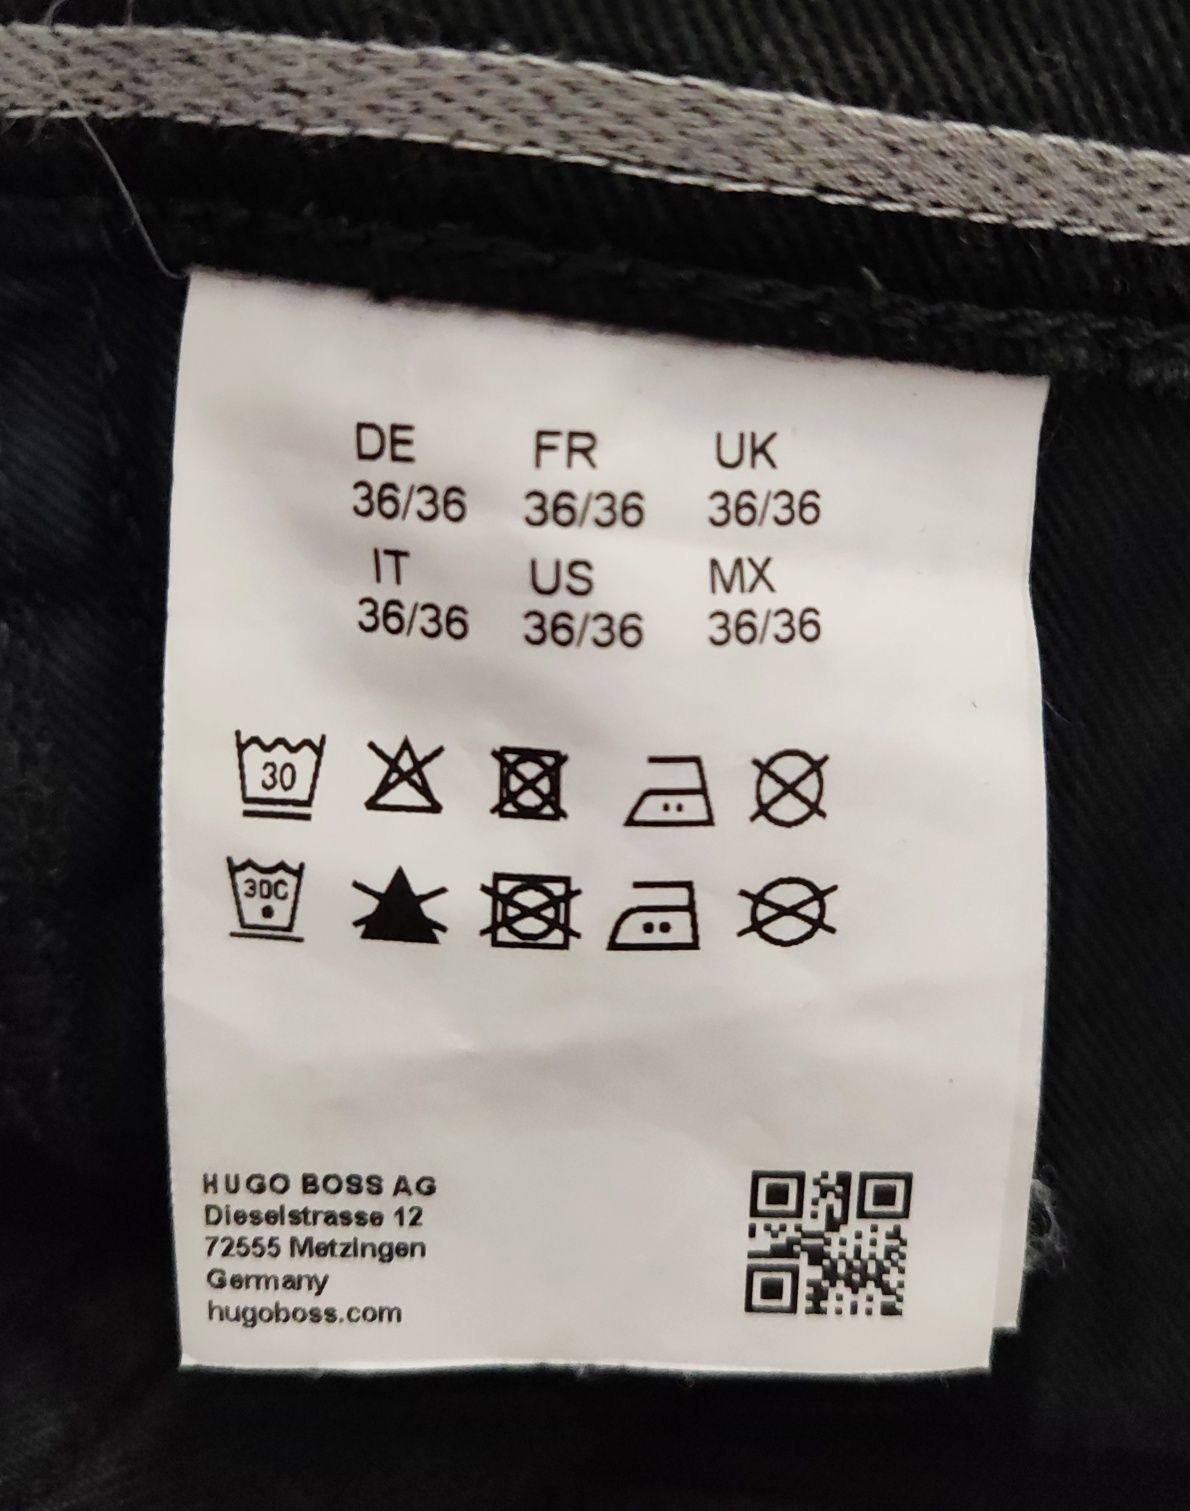 DE FR UK
36/36 36/36 36/36
IT US MX
36/36 36/36 36/36
30
30C
HUGO BOSS AG
Dieselstrasse 12
72555 Metzingen
Germany
hugoboss.com